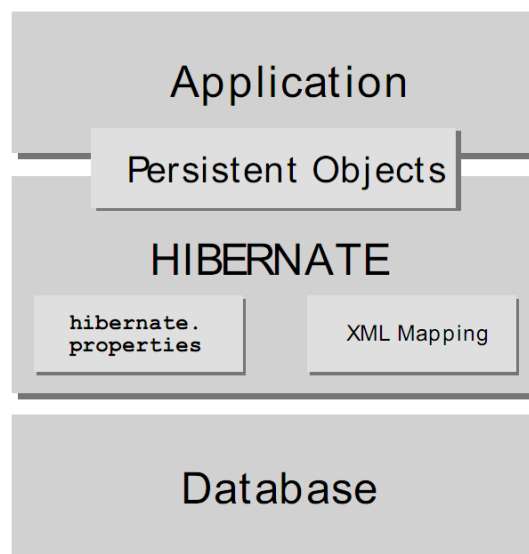 Application
Persistent Objects
HIBERNATE
hibernate.
properties
XML Mapping
Database